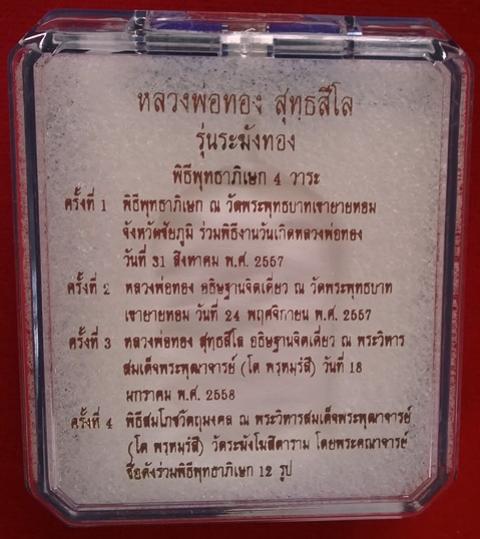 หลวงพ่อทอง สุทฺธสีโล
รุ่นระฆังทอง
พิธีพุทธาภิเษก 4 วาระ
ครั้งที่ 1 พิธีพุทธาภิเษก ณ วัดพระพุทธบาทเขายายหอม
จังหวัดชัยภูมิ ร่วมพิธีงานวันเกิดหลวงพ่อทอง
วันที่ 31 สิงหาคม พ.ศ. 2557
ครั้งที่ 2 หลวงพ่อทอง อธิษฐานจิตเดี่ยว ณ วัดพระพุทธบาท
เขายายหอม วันที่ 24 พฤศจิกายน พ.ศ. 2557
ครั้งที่ 3 หลวงพ่อทอง สุทฺธสีโล อธิษฐานจิตเดี่ยว ณ พระวิหาร
สมเด็จพระพุฒาจารย์ (โต พรฺหมฺรํสี) วันที่ 18
มกราคม พ.ศ. 2558
ครั้งที่ 4 พิธีสมโภชวัตถุมงคล ณ พระวิหารสมเด็จพระพุฒาจารย์
(โต พรฺหมฺรํสี) วัดระฆังโฆสิตาราม โดยพระคณาจารย์
ชื่อดังร่วมพิธีพุทธาภิเษก 12 รูป